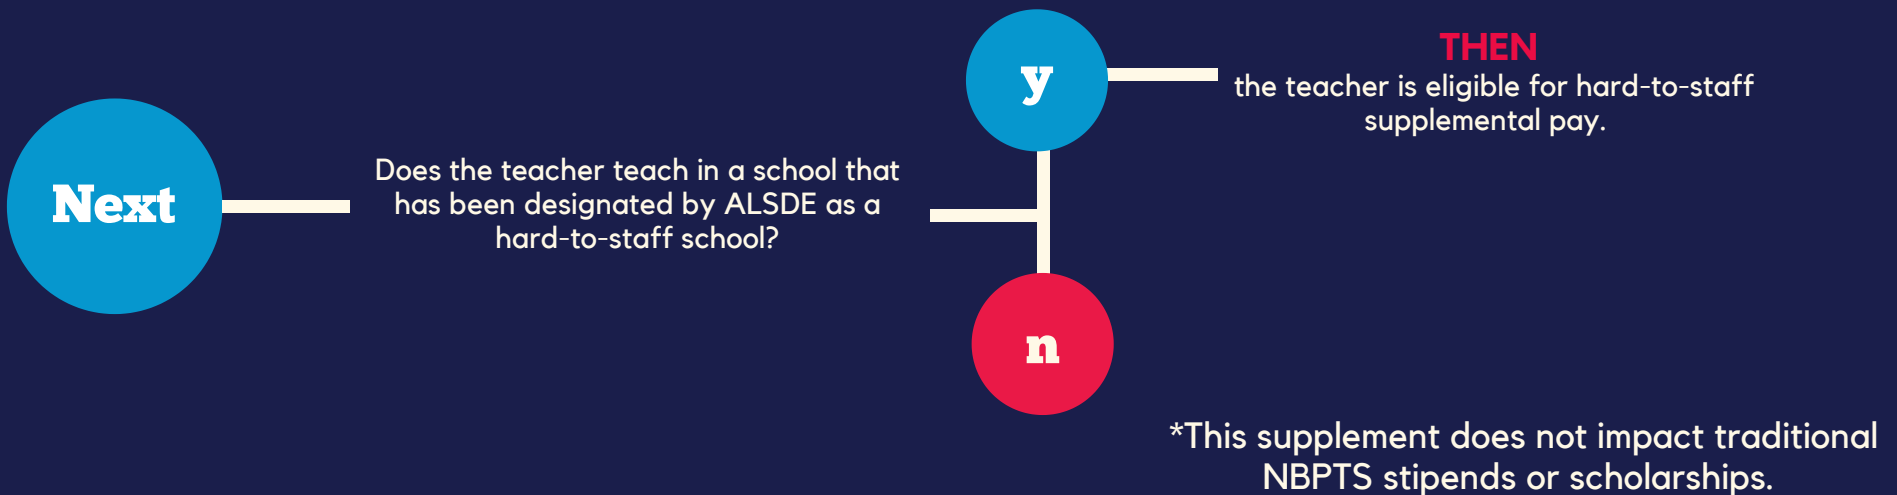 Next
Does the teacher teach in a school that
has been designated by ALSDE as a
hard-to-staff school?
y
THEN
the teacher is eligible for hard-to-staff
supplemental pay.
n
*This supplement does not impact traditional
NBPTS stipends or scholarships.